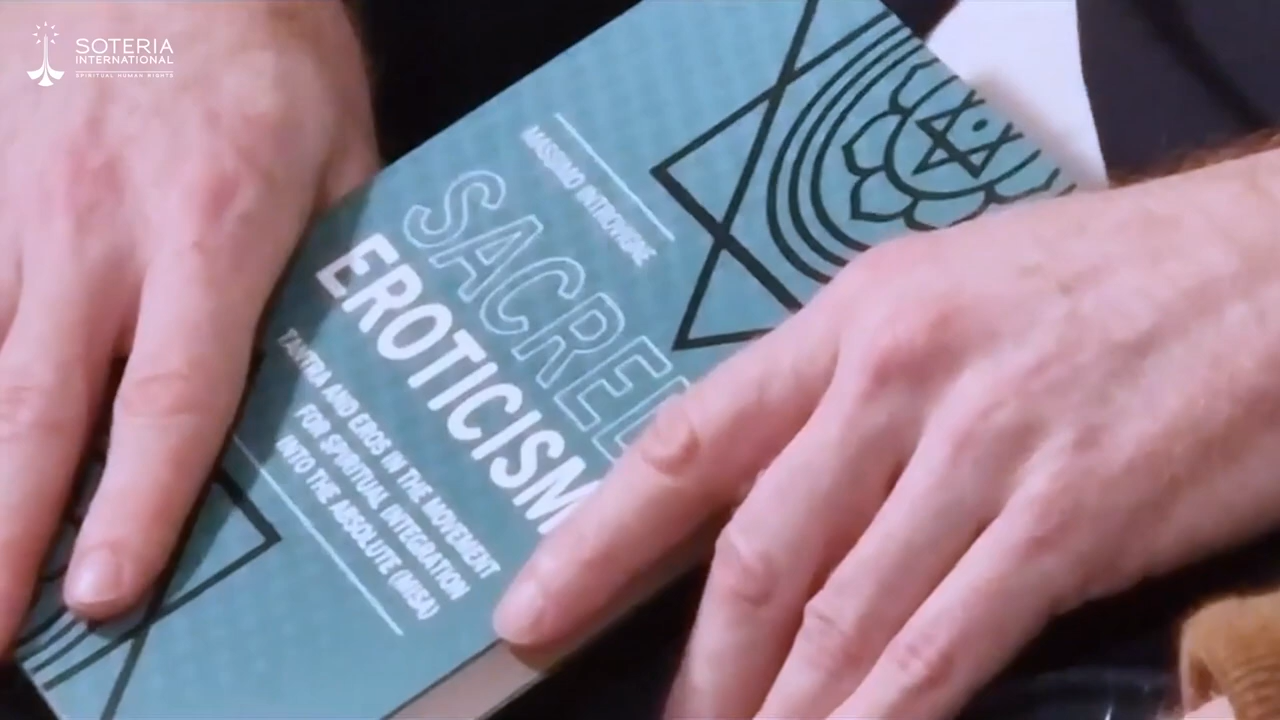 SOTERIA
INTERNATIONAL
SPIRITUAL HUMAN RIGHTS
MASSIMO INTROVIGNE
SACRED
EROTICISM
TANTRA AND EROS IN THE MOVEMENT
FOR SPIRITUAL INTEGRATION
INTO THE ABSOLUTE (MISA)